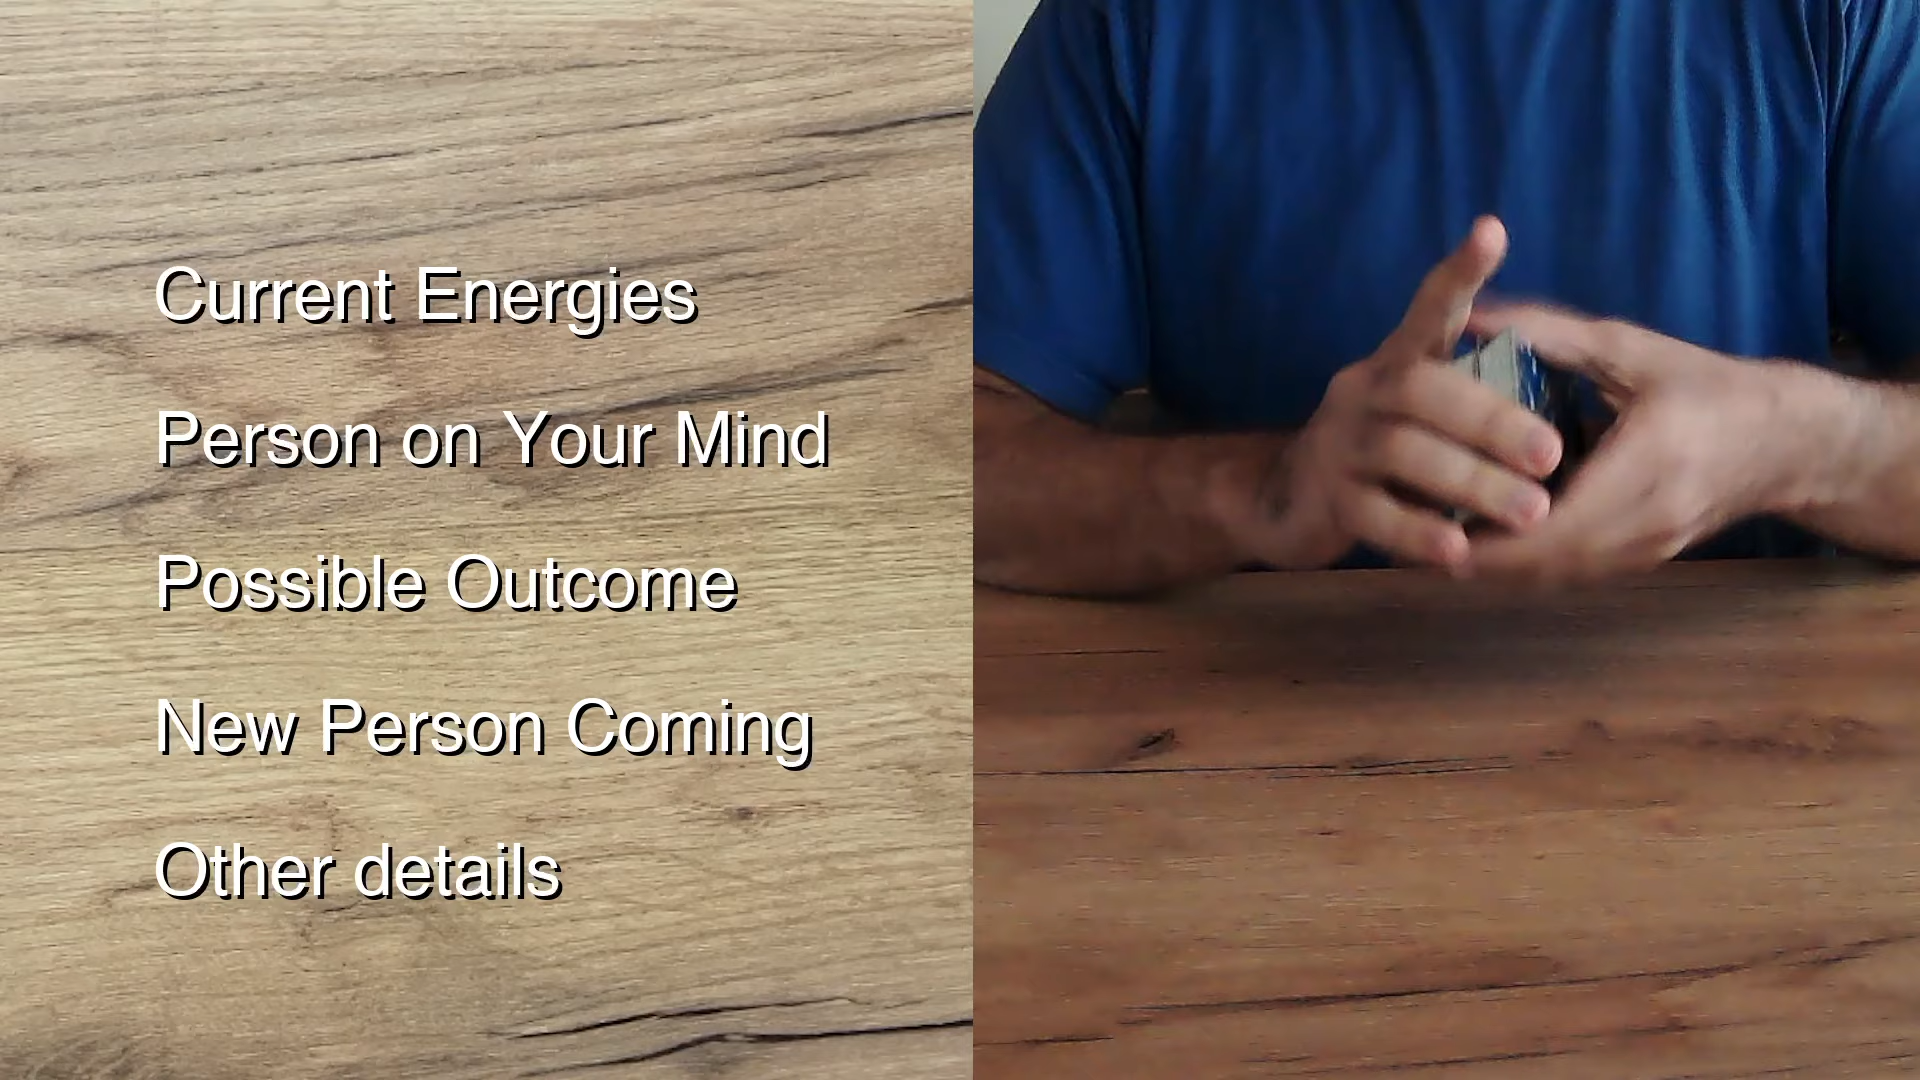 Current Energies
Person on Your Mind
Possible Outcome
New Person Coming
Other details